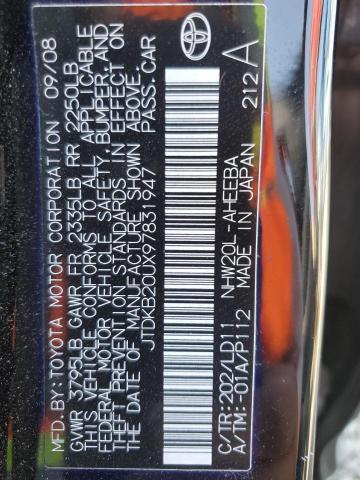 MFD.BY:TOYOTA MOTOR CORPORATION 09/08
GVWR 3795LB GAWR FR 2335LB RR 2250LB
THIS VEHICLE CONFORMS TO ALL APPLICABLE
FEDERAL MOTOR VEHICLE SAFETY, BUMPER, AND
THEFT PREVENTION STANDARDS IN EFFECT ON
THE DATE OF MANUFACTURE SHOWN ABOVE.
JTDKB20UX97831947 PASS.CAR
C/TR:202/LD11 NHW20L-AHEEBA
A/TM:-01A/P112 MADE IN JAPAN 212A
TOYOTA